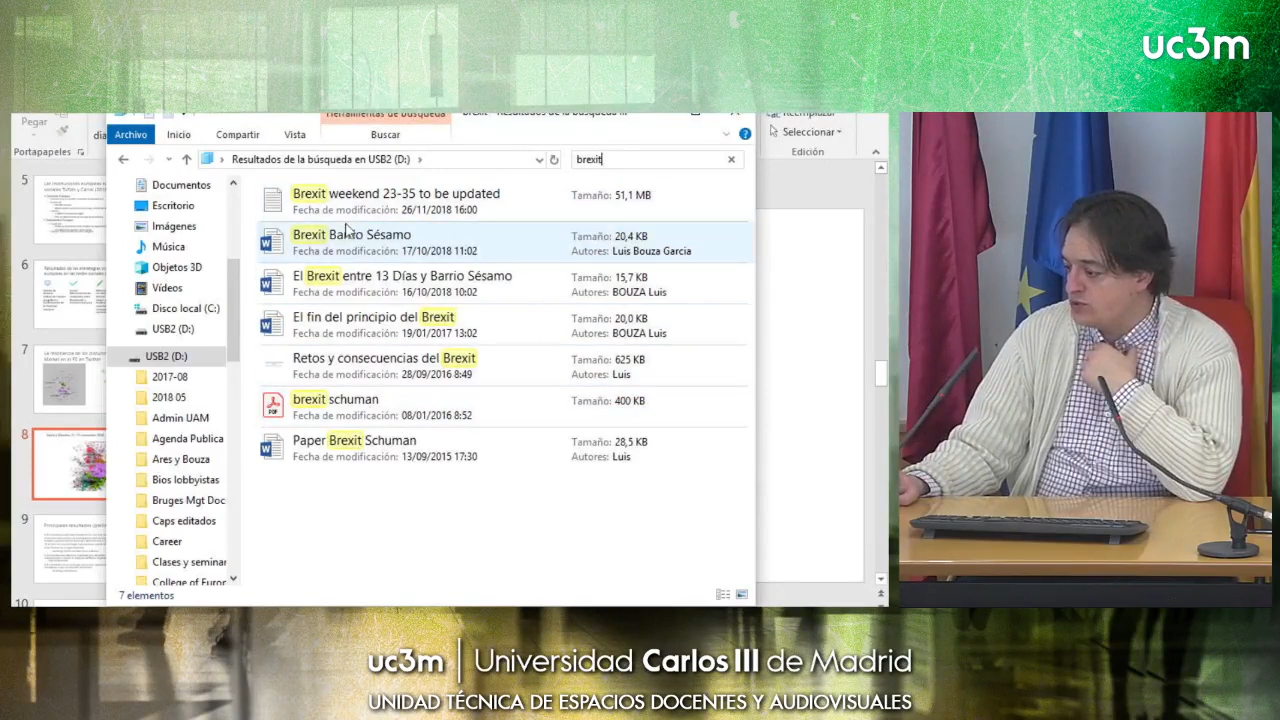 uc3m
Pegar
Portapapeles
Herramientas de búsqueda
Archivo
Inicio
Compartir
Vista
Buscar
Seleccionar
Edición
Resultados de la búsqueda en USB2 (D:)
brexit
Documentos
Escritorio
Imágenes
Música
Objetos 3D
Vídeos
Disco local (C:)
USB2 (D:)
USB2 (D:)
2017-08
2018 05
Admin UAM
Agenda Publica
Ares y Bouza
Bios lobbyistas
Bruges Mgt Doc
Caps editados
Career
Clases y seminar
College of Europ
Brexit weekend 23-35 to be updated
Tamaño: 51,1 MB
Fecha de modificación: 26/11/2018 16:00
Brexit Barrio Sésamo
Tamaño: 20,4 KB
Fecha de modificación: 17/10/2018 11:02
Autores: Luis Bouza Garcia
El Brexit entre 13 Días y Barrio Sésamo
Tamaño: 15,7 KB
Fecha de modificación: 16/10/2018 10:02
Autores: BOUZA Luis
El fin del principio del Brexit
Tamaño: 20,0 KB
Fecha de modificación: 19/01/2017 13:02
Autores: BOUZA Luis
Retos y consecuencias del Brexit
Tamaño: 625 KB
Fecha de modificación: 28/09/2016 8:49
Autores: Luis
brexit schuman
Tamaño: 400 KB
Fecha de modificación: 08/01/2016 8:52
PDF
Paper Brexit Schuman
Tamaño: 28,5 KB
Fecha de modificación: 13/09/2015 17:30
Autores: Luis
5
6
7
8
9
10
7 elementos
uc3m | Universidad Carlos III de Madrid
UNIDAD TÉCNICA DE ESPACIOS DOCENTES Y AUDIOVISUALES